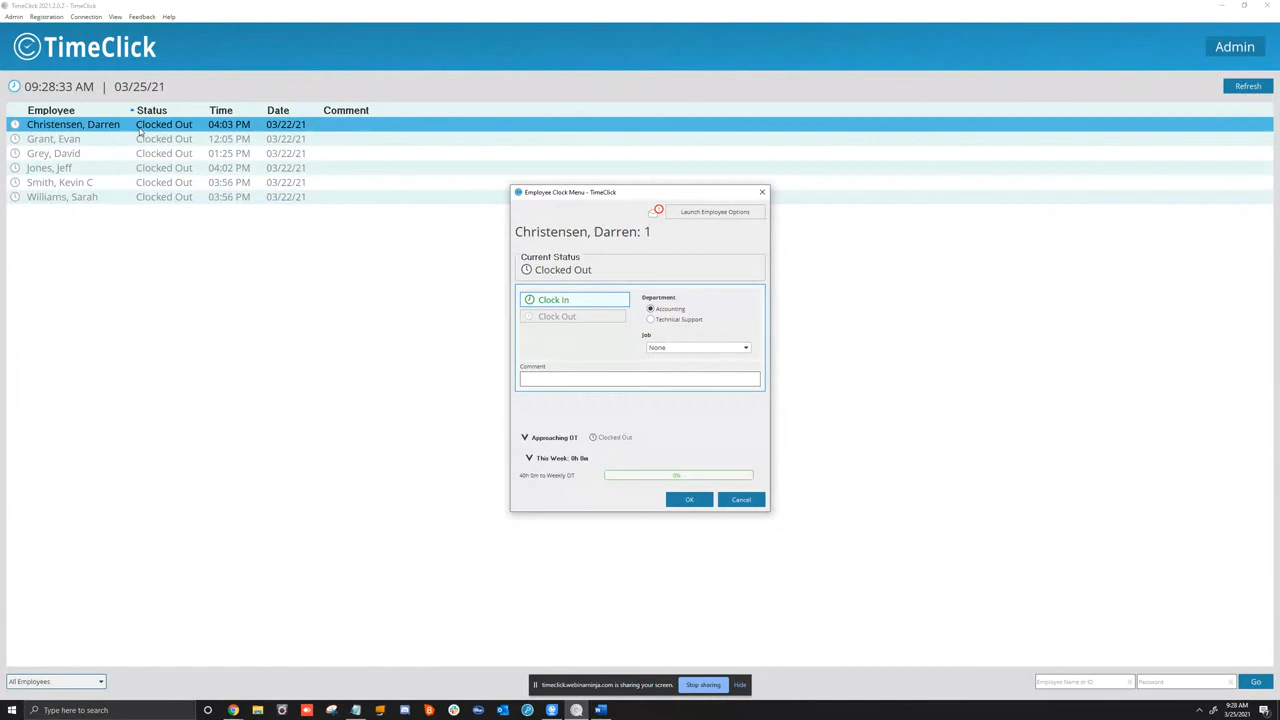 TimeClick 2021.2.0.2 - TimeClick
Admin Registration Connection View Feedback Help
TimeClick
Admin
09:28:33 AM | 03/25/21
Refresh
Employee Status Time Date Comment
Christensen, Darren Clocked Out 04:03 PM 03/22/21
Grant, Evan Clocked Out 12:05 PM 03/22/21
Grey, David Clocked Out 01:25 PM 03/22/21
Jones, Jeff Clocked Out 04:02 PM 03/22/21
Smith, Kevin C Clocked Out 03:56 PM 03/22/21
Williams, Sarah Clocked Out 03:56 PM 03/22/21
Employee Clock Menu - TimeClick
Launch Employee Options
Christensen, Darren: 1
Current Status
Clocked Out
Clock In
Clock Out
Department
Accounting
Technical Support
Job
None
Comment
Approaching OT Clocked Out
This Week: 0h 0m
40h 0m to Weekly OT 0%
OK Cancel
All Employees
timeclick.webinarninja.com is sharing your screen. Stop sharing Hide
Employee Name or ID Password Go
Type here to search
9:28 AM
3/25/2021